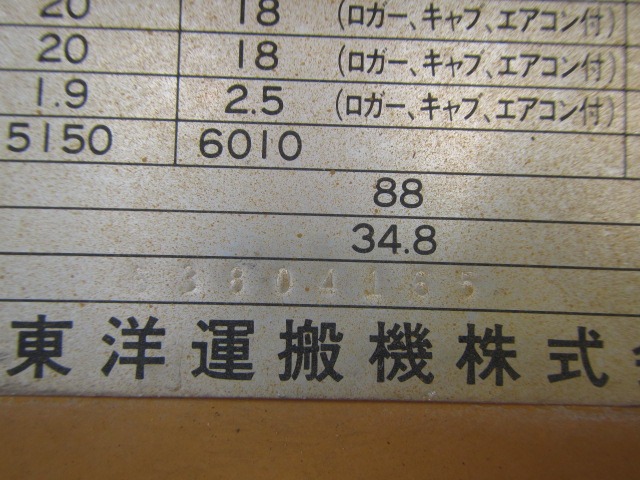 20 18 (ロガー、キャブ、エアコン付)
20 18 (ロガー、キャブ、エアコン付)
1.9 2.5 (ロガー、キャブ、エアコン付)
5150 6010
88
34.8
3804165
東洋運搬機株式